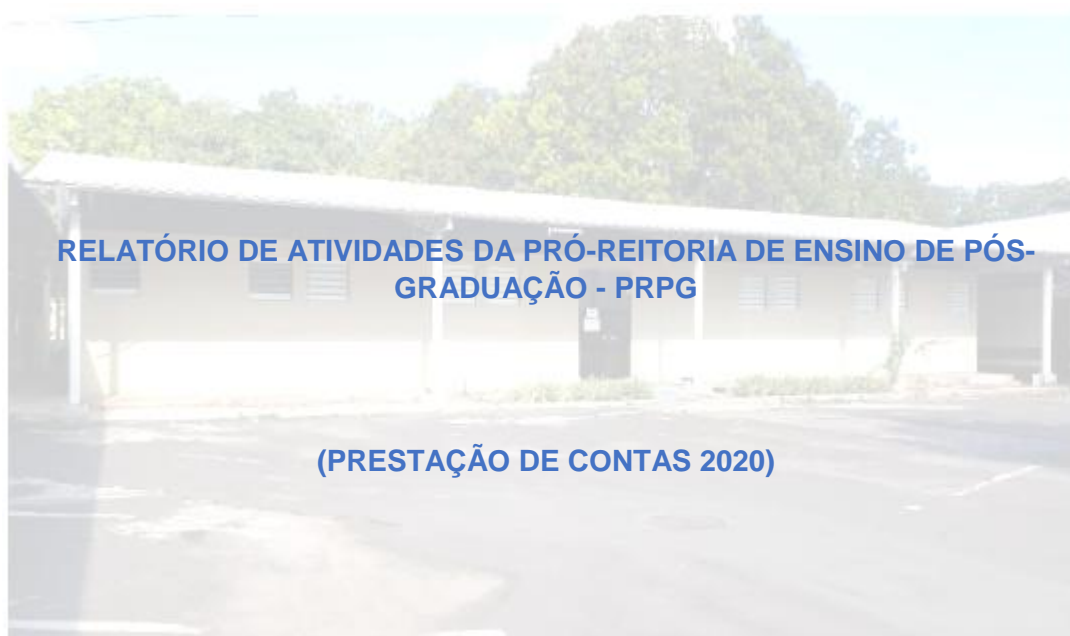 RELATÓRIO DE ATIVIDADES DA PRÓ-REITORIA DE ENSINO DE PÓS-
GRADUAÇÃO - PRPG
(PRESTAÇÃO DE CONTAS 2020)